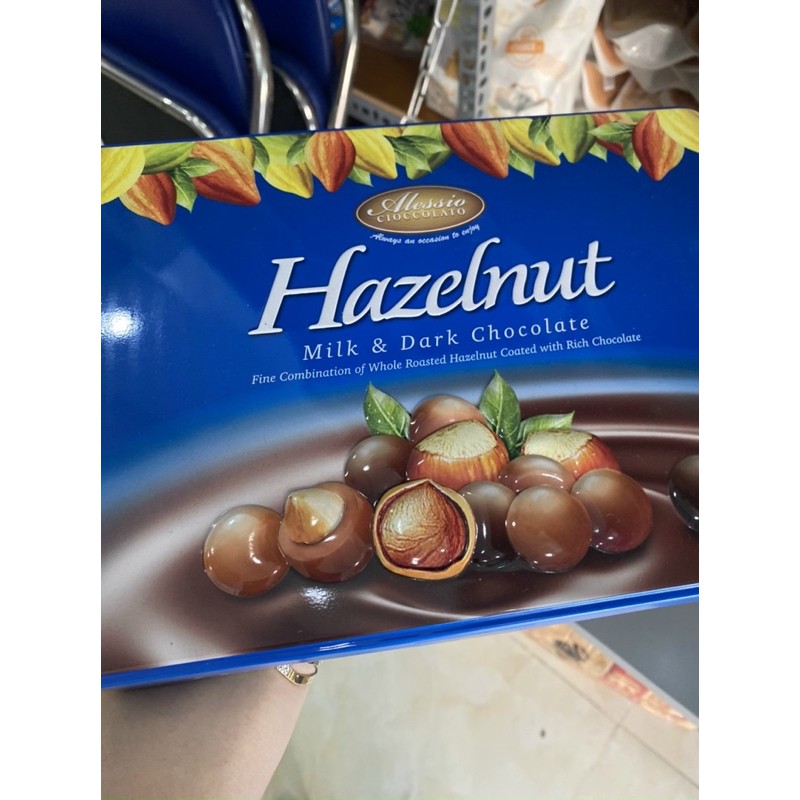 Alessio
CIOCCOLATO
Always an occasion to enjoy
Hazelnut
Milk & Dark Chocolate
Fine Combination of Whole Roasted Hazelnut Coated with Rich Chocolate